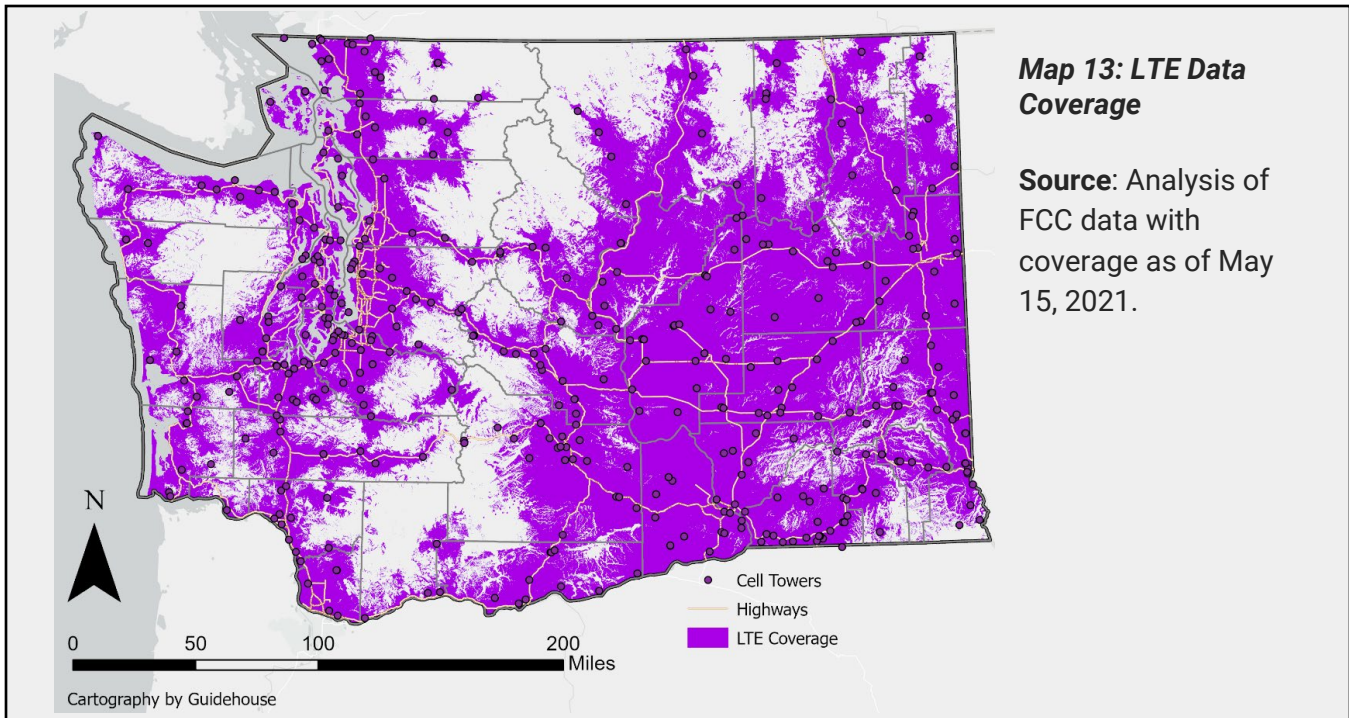 Map 13: LTE Data
Coverage
Source: Analysis of
FCC data with
coverage as of May
15, 2021.
N
Cell Towers
Highways
LTE Coverage
0 50 100 200
Miles
Cartography by Guidehouse